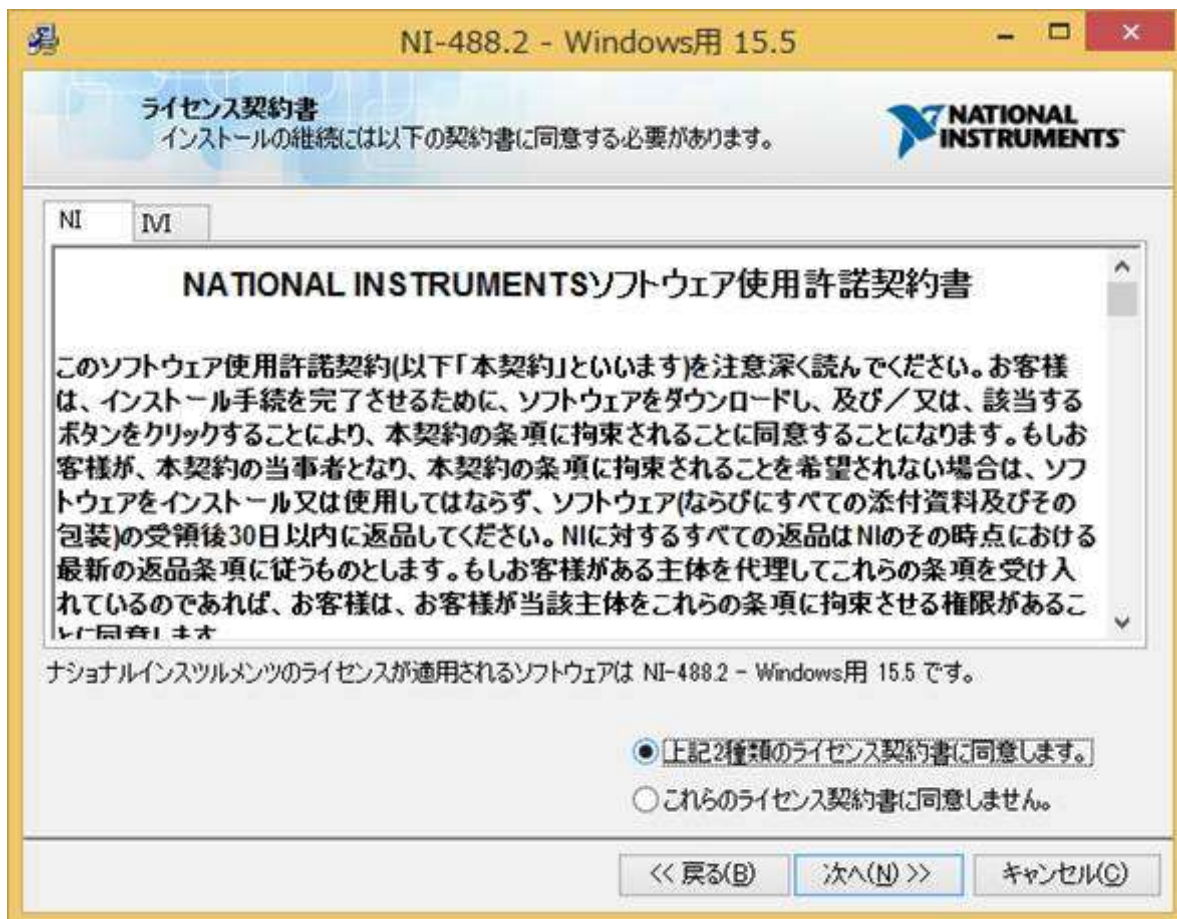 NI-488.2 - Windows用 15.5
ライセンス契約書
インストールの継続には以下の契約書に同意する必要があります。
NATIONAL
INSTRUMENTS
NI
IVI
NATIONAL INSTRUMENTSソフトウェア使用許諾契約書
このソフトウェア使用許諾契約(以下「本契約」といいます)を注意深く読んでください。お客様
は、インストール手続を完了させるために、ソフトウェアをダウンロードし、及び／又は、該当する
ボタンをクリックすることにより、本契約の条項に拘束されることに同意することになります。もしお
客様が、本契約の当事者となり、本契約の条項に拘束されることを希望されない場合は、ソフ
トウェアをインストール又は使用してはならず、ソフトウェア(ならびにすべての添付資料及びその
包装)の受領後30日以内に返品してください。NIに対するすべての返品はNIのその時点における
最新の返品条項に従うものとします。もしお客様がある主体を代理してこれらの条項を受け入
れているのであれば、お客様は、お客様が当該主体をこれらの条項に拘束させる権限があるこ
とに同意します
ナショナルインスツルメンツのライセンスが適用されるソフトウェアは NI-488.2 - Windows用 15.5 です。
上記2種類のライセンス契約書に同意します。
これらのライセンス契約書に同意しません。
<< 戻る(B)
次へ(N) >>
キャンセル(C)